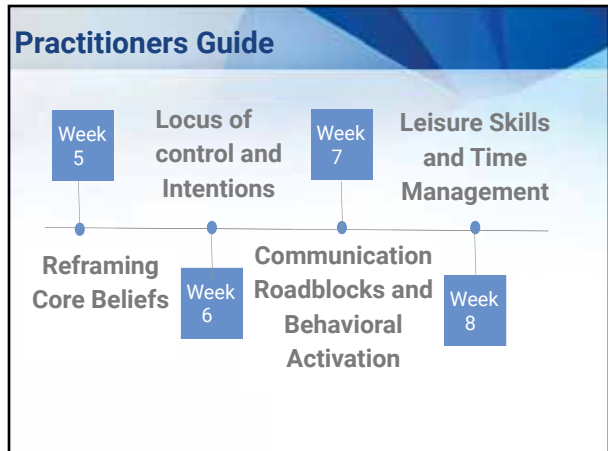 Practitioners Guide
Week
5
Reframing
Core Beliefs
Locus of
control and
Intentions
Week
6
Week
7
Communication
Roadblocks and
Behavioral
Activation
Leisure Skills
and Time
Management
Week
8